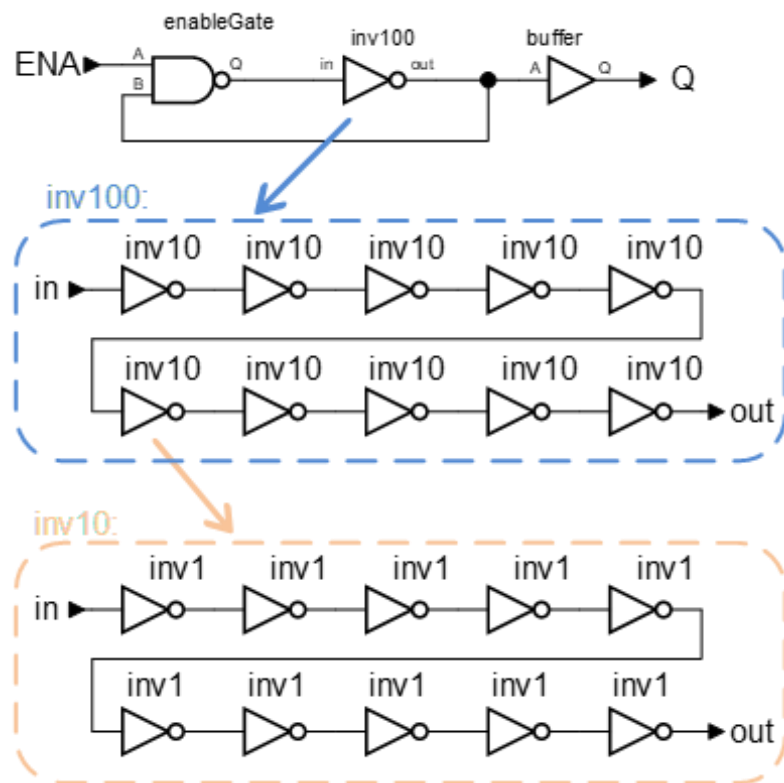 enableGate
inv100
buffer
ENA
A
B
Q
in
out
A
Q
Q
inv100:
inv10 inv10 inv10 inv10 inv10
in
inv10 inv10 inv10 inv10 inv10
out
inv10:
inv1 inv1 inv1 inv1 inv1
in
inv1 inv1 inv1 inv1 inv1
out